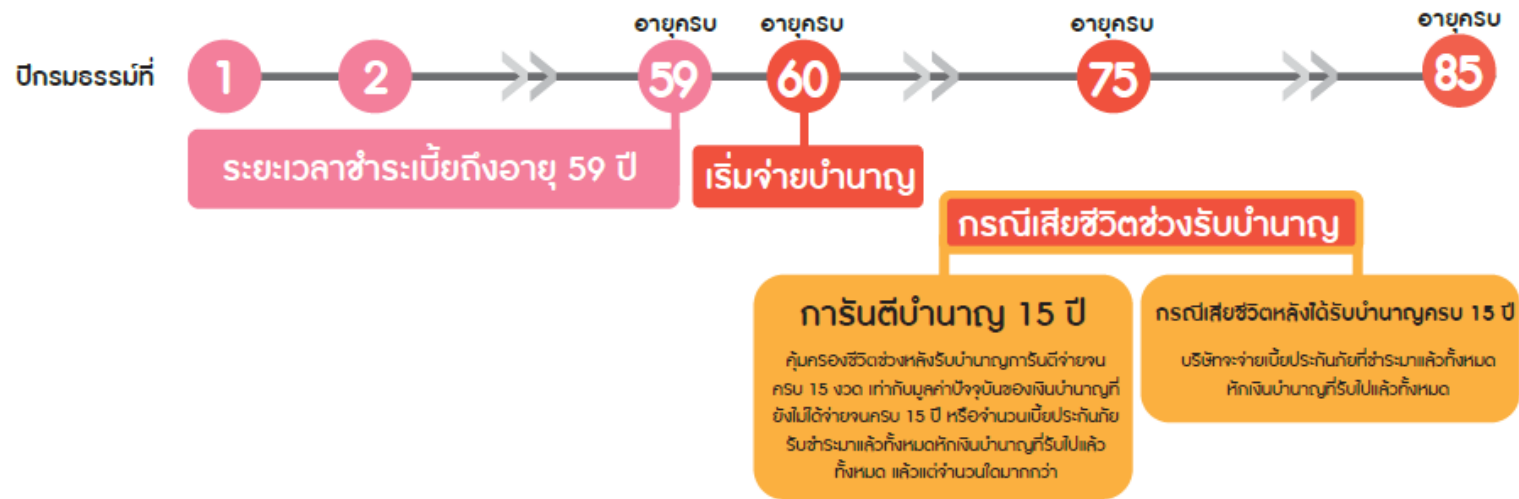 อายุครบ อายุครบ อายุครบ อายุครบ
ปีกรมธรรม์ที่ 1 2 59 60 75 85
ระยะเวลาชำระเบี้ยถึงอายุ 59 ปี
เริ่มจ่ายบำนาญ
กรณีเสียชีวิตช่วงรับบำนาญ
การันตีบำนาญ 15 ปี
คุ้มครองชีวิตช่วงหลังรับบำนาญการันตีจ่ายจน
ครบ 15 งวด เท่ากับมูลค่าปัจจุบันของเงินบำนาญที่
ยังไม่ได้จ่ายจนครบ 15 ปี หรือจำนวนเบี้ยประกันภัย
รับชำระมาแล้วทั้งหมดหักเงินบำนาญที่รับไปแล้ว
ทั้งหมด แล้วแต่จำนวนใดมากกว่า
กรณีเสียชีวิตหลังได้รับบำนาญครบ 15 ปี
บริษัทจะจ่ายเบี้ยประกันภัยที่ชำระมาแล้วทั้งหมด
หักเงินบำนาญที่รับไปแล้วทั้งหมด